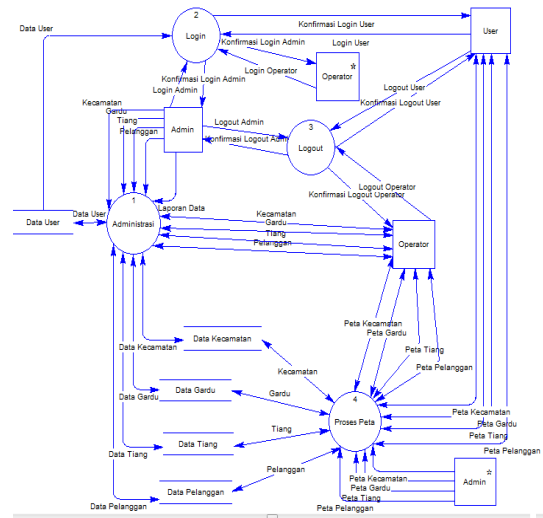 2
Login
Konfirmasi Login User
User
Data User
Konfirmasi Login Admin
Login User
Login Operator
Operator
*
Konfirmasi Login Admin
Login Admin
Logout User
Konfirmasi Logout User
Kecamatan
Gardu
Tiang
Pelanggan
Admin
Logout Admin
3
Logout
Konfirmasi Logout
Logout Operator
Konfirmasi Logout Operator
1
Administrasi
Laporan Data
Data User
Data User
Kecamatan
Gardu
Tiang
Pelanggan
Operator
Peta Kecamatan
Peta Gardu
Peta Tiang
Peta Pelanggan
Data Kecamatan
Data Kecamatan
Kecamatan
Data Gardu
Data Gardu
Gardu
4
Proses Peta
Peta Kecamatan
Peta Gardu
Peta Tiang
Peta Pelanggan
Data Tiang
Data Tiang
Tiang
Data Pelanggan
Data Pelanggan
Pelanggan
Peta Kecamatan
Peta Gardu
Peta Tiang
Peta Pelanggan
Admin
*